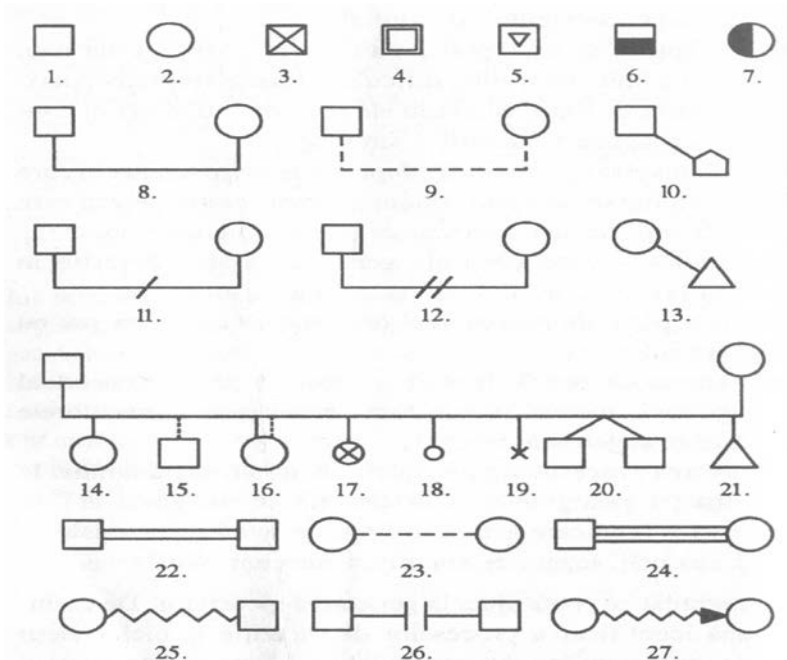 1. 2. 3. 4. 5. 6. 7.
8. 9. 10.
11. 12. 13.
14. 15. 16. 17. 18. 19. 20. 21.
22. 23. 24.
25. 26. 27.